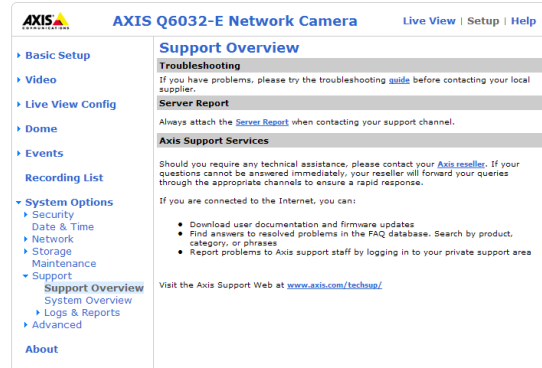 AXIS
COMMUNICATIONS
AXIS Q6032-E Network Camera
Live View | Setup | Help
Basic Setup
Video
Live View Config
Dome
Events
Recording List
System Options
Security
Date & Time
Network
Storage
Maintenance
Support
Support Overview
System Overview
Logs & Reports
Advanced
About
Support Overview
Troubleshooting
If you have problems, please try the troubleshooting guide before contacting your local
supplier.
Server Report
Always attach the Server Report when contacting your support channel.
Axis Support Services
Should you require any technical assistance, please contact your Axis reseller. If your
questions cannot be answered immediately, your reseller will forward your queries
through the appropriate channels to ensure a rapid response.
If you are connected to the Internet, you can:
Download user documentation and firmware updates
Find answers to resolved problems in the FAQ database. Search by product,
category, or phrases
Report problems to Axis support staff by logging in to your private support area
Visit the Axis Support Web at www.axis.com/techsup/